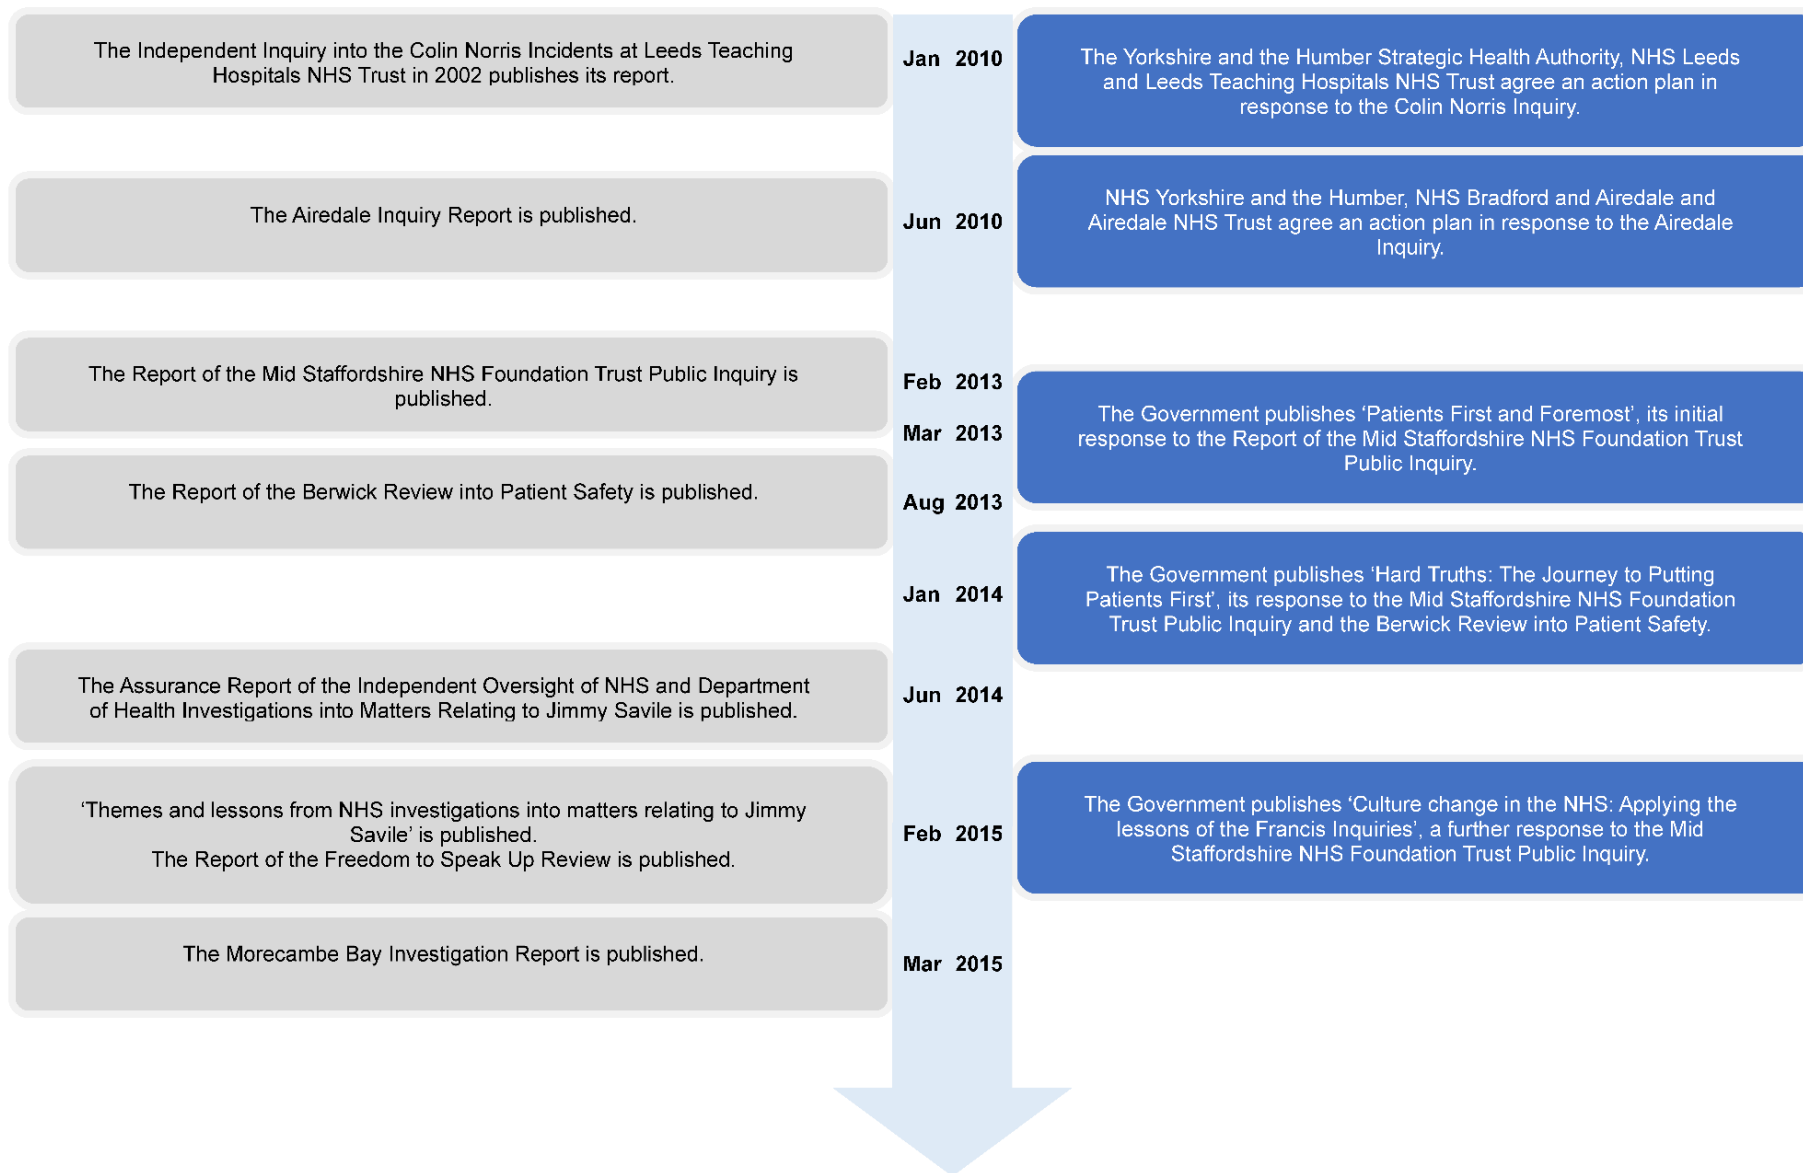 The Independent Inquiry into the Colin Norris Incidents at Leeds Teaching
Hospitals NHS Trust in 2002 publishes its report.
Jan 2010
The Yorkshire and the Humber Strategic Health Authority, NHS Leeds
and Leeds Teaching Hospitals NHS Trust agree an action plan in
response to the Colin Norris Inquiry.
The Airedale Inquiry Report is published.
Jun 2010
NHS Yorkshire and the Humber, NHS Bradford and Airedale and
Airedale NHS Trust agree an action plan in response to the Airedale
Inquiry.
The Report of the Mid Staffordshire NHS Foundation Trust Public Inquiry is
published.
Feb 2013
Mar 2013
The Government publishes ‘Patients First and Foremost’, its initial
response to the Report of the Mid Staffordshire NHS Foundation Trust
Public Inquiry.
The Report of the Berwick Review into Patient Safety is published.
Aug 2013
Jan 2014
The Government publishes ‘Hard Truths: The Journey to Putting
Patients First’, its response to the Mid Staffordshire NHS Foundation
Trust Public Inquiry and the Berwick Review into Patient Safety.
The Assurance Report of the Independent Oversight of NHS and Department
of Health Investigations into Matters Relating to Jimmy Savile is published.
Jun 2014
‘Themes and lessons from NHS investigations into matters relating to Jimmy
Savile’ is published.
The Report of the Freedom to Speak Up Review is published.
Feb 2015
The Government publishes ‘Culture change in the NHS: Applying the
lessons of the Francis Inquiries’, a further response to the Mid
Staffordshire NHS Foundation Trust Public Inquiry.
The Morecambe Bay Investigation Report is published.
Mar 2015